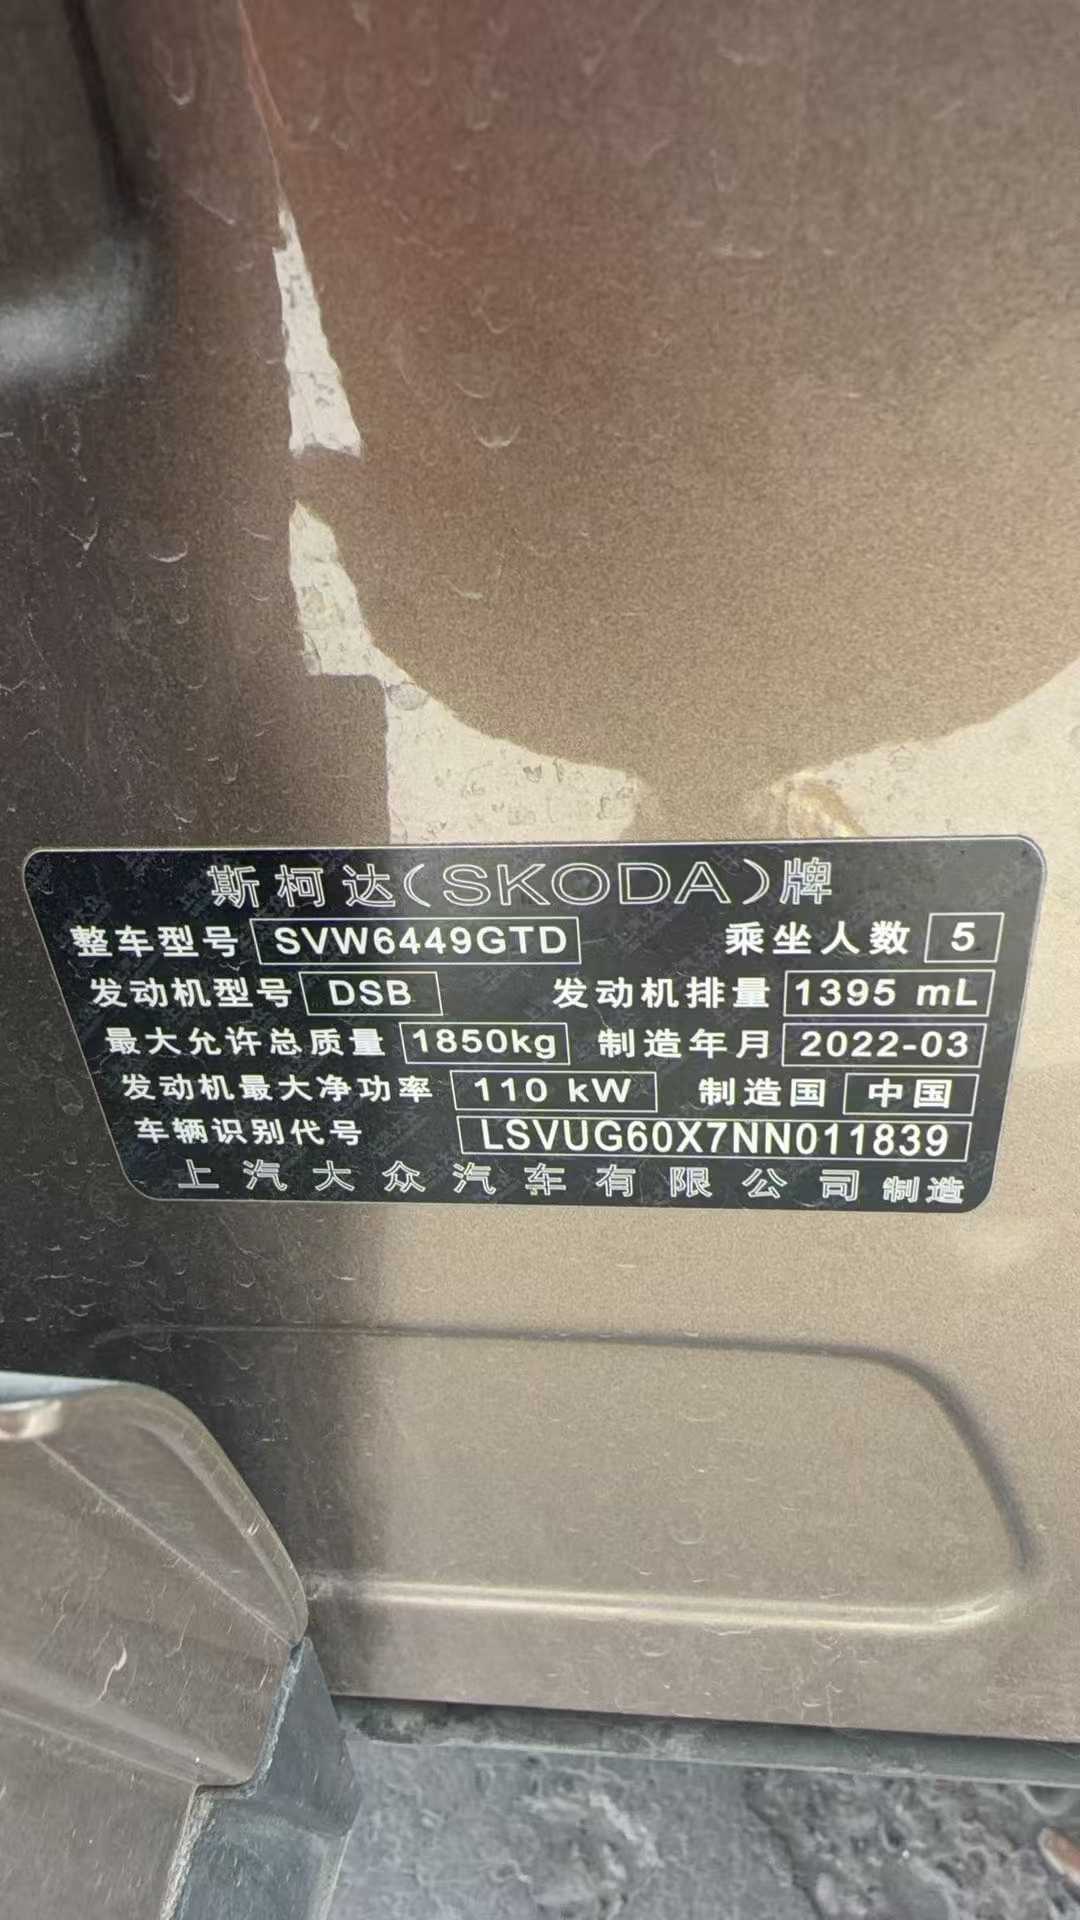 斯柯达(SKODA)牌
整车型号 SVW6449GTD 乘坐人数 5
发动机型号 DSB 发动机排量 1395 mL
最大允许总质量 1850kg 制造年月 2022-03
发动机最大净功率 110 kW 制造国 中国
车辆识别代号 LSVUG60X7NN011839
上汽大众汽车有限公司 制造